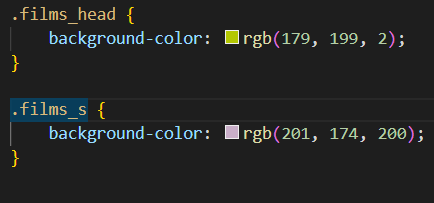 .films_head {
    background-color: rgb(179, 199, 2);
}

.films_s {
    background-color: rgb(201, 174, 200);
}